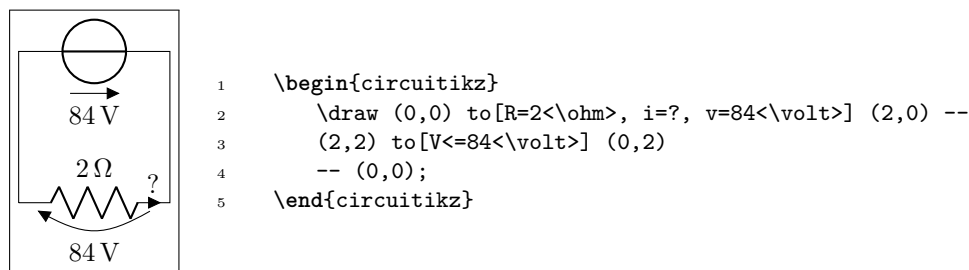 84 V
2 Ω
?
84 V
1 \begin{circuitikz}
2 \draw (0,0) to[R=2<\ohm>, i=?, v=84<\volt>] (2,0) --
3 (2,2) to[V<=84<\volt>] (0,2)
4 -- (0,0);
5 \end{circuitikz}